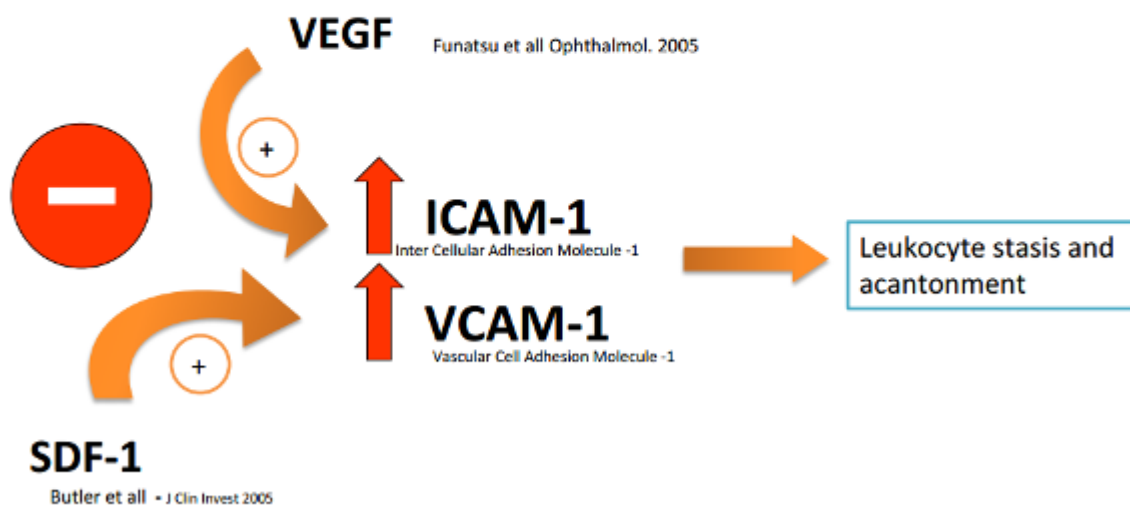 VEGF
Funatsu et all Ophthalmol. 2005
+
ICAM-1
Inter Cellular Adhesion Molecule -1
Leukocyte stasis and
acantonment
VCAM-1
Vascular Cell Adhesion Molecule -1
+
SDF-1
Butler et all - J Clin Invest 2005